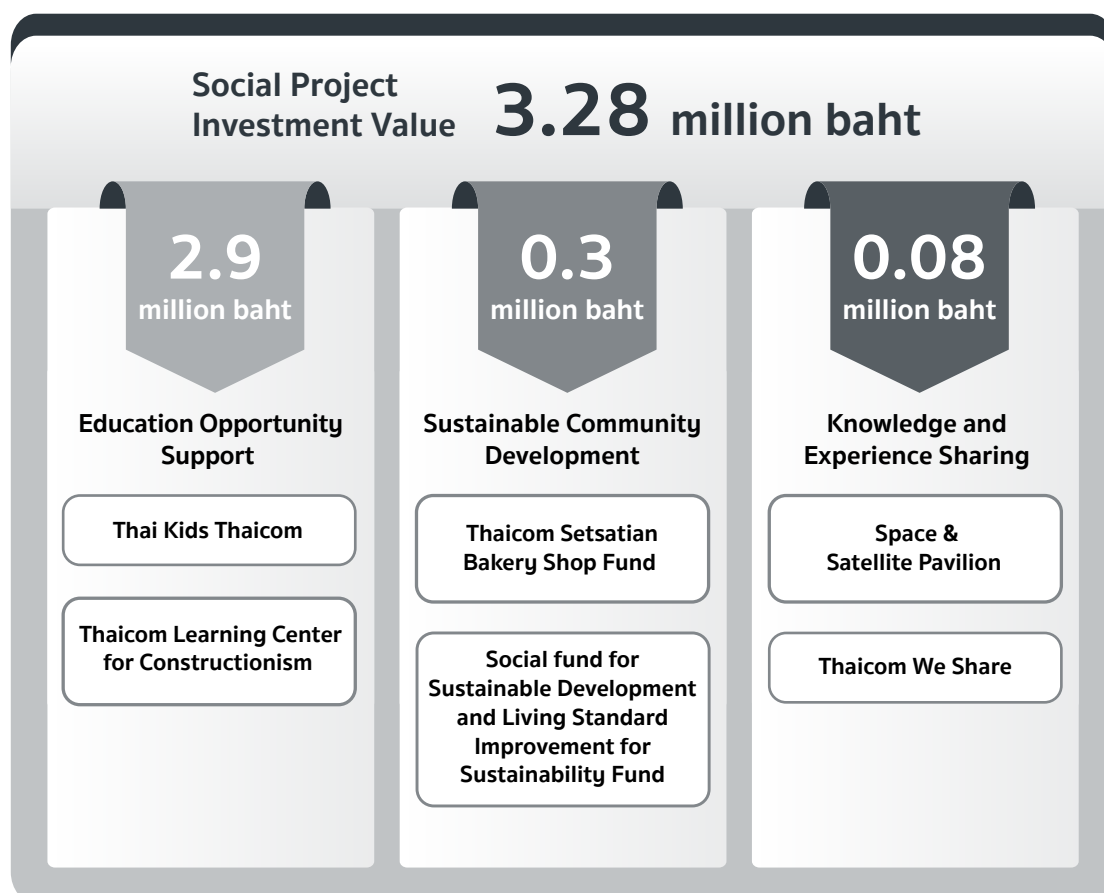 Social Project
Investment Value
3.28 million baht
2.9
million baht
Education Opportunity
Support
Thai Kids Thaicom
Thaicom Learning Center
for Constructionism
0.3
million baht
Sustainable Community
Development
Thaicom Setsatian
Bakery Shop Fund
Social fund for
Sustainable Development
and Living Standard
Improvement for
Sustainability Fund
0.08
million baht
Knowledge and
Experience Sharing
Space &
Satellite Pavilion
Thaicom We Share